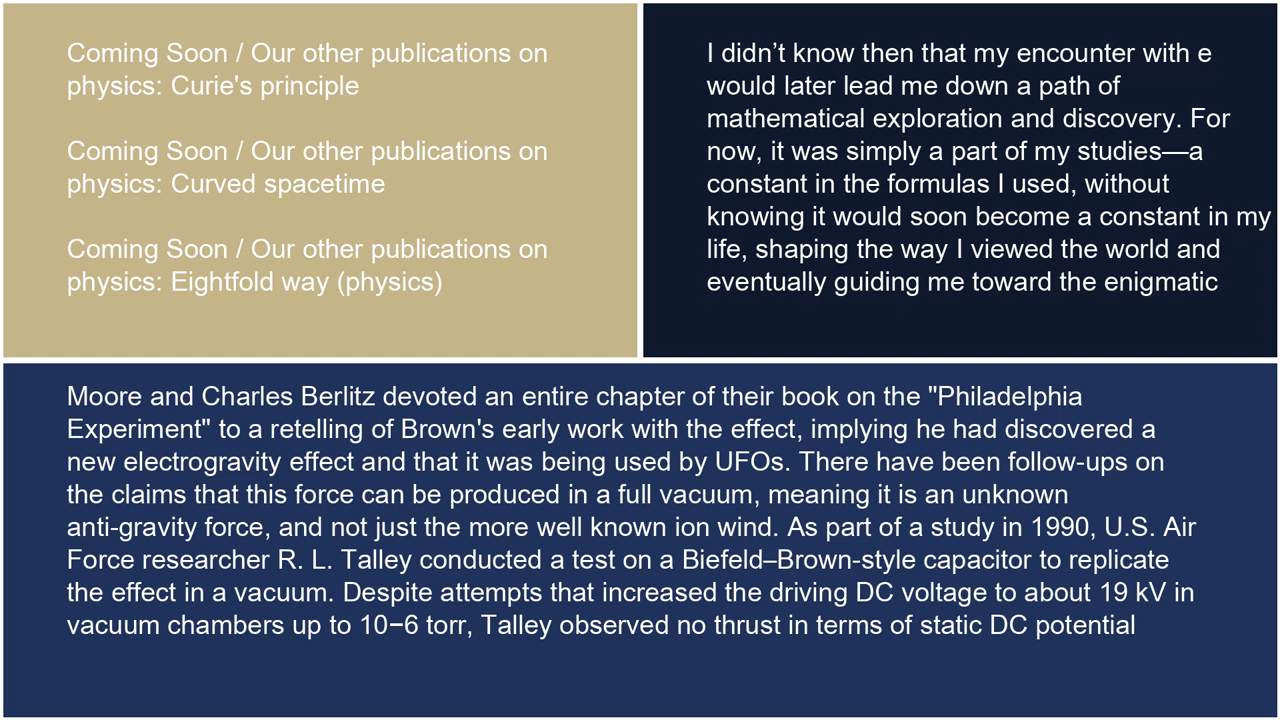 Coming Soon / Our other publications on
physics: Curie's principle
Coming Soon / Our other publications on
physics: Curved spacetime
Coming Soon / Our other publications on
physics: Eightfold way (physics)
I didn’t know then that my encounter with e
would later lead me down a path of
mathematical exploration and discovery. For
now, it was simply a part of my studies—a
constant in the formulas I used, without
knowing it would soon become a constant in my
life, shaping the way I viewed the world and
eventually guiding me toward the enigmatic
Moore and Charles Berlitz devoted an entire chapter of their book on the "Philadelphia
Experiment" to a retelling of Brown's early work with the effect, implying he had discovered a
new electrogravity effect and that it was being used by UFOs. There have been follow-ups on
the claims that this force can be produced in a full vacuum, meaning it is an unknown
anti-gravity force, and not just the more well known ion wind. As part of a study in 1990, U.S. Air
Force researcher R. L. Talley conducted a test on a Biefeld–Brown-style capacitor to replicate
the effect in a vacuum. Despite attempts that increased the driving DC voltage to about 19 kV in
vacuum chambers up to 10−6 torr, Talley observed no thrust in terms of static DC potential